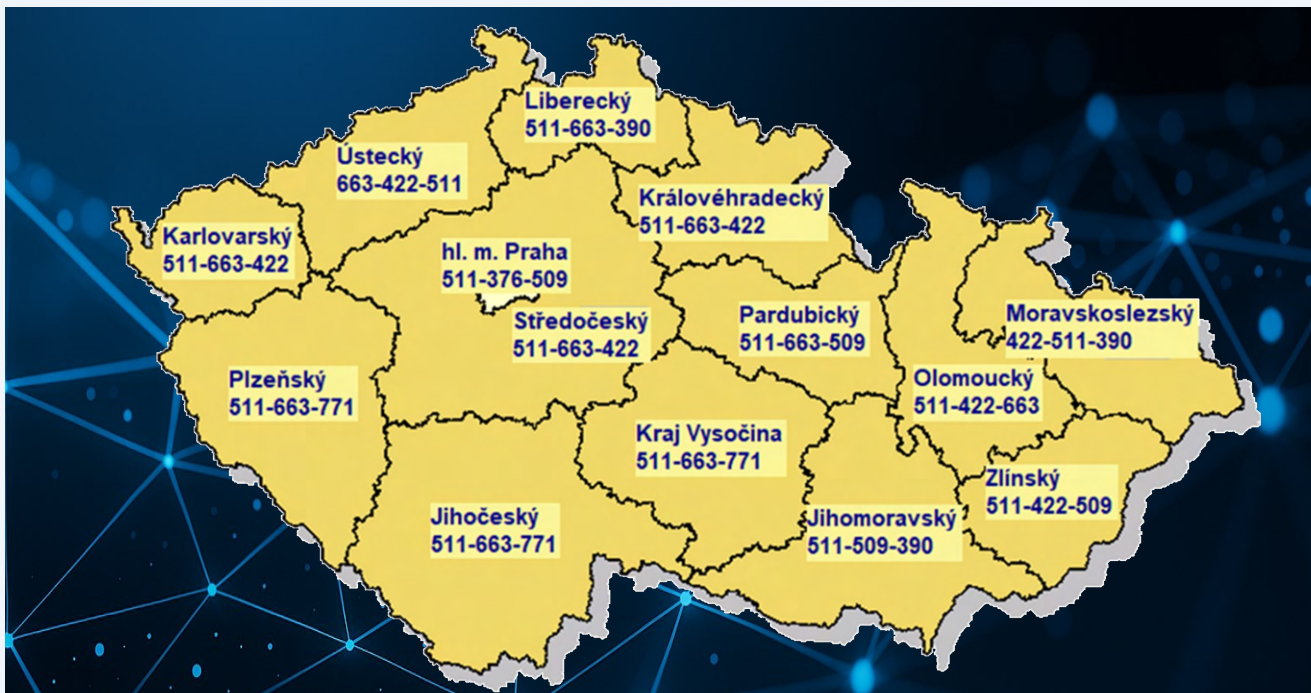 Liberecký
511-663-390
Ústecký
663-422-511
Královéhradecký
511-663-422
Karlovarský
511-663-422
hl. m. Praha
511-376-509
Středočeský
511-663-422
Pardubický
511-663-509
Moravskoslezský
422-511-390
Plzeňský
511-663-771
Olomoucký
511-422-663
Kraj Vysočina
511-663-771
Zlínský
511-422-509
Jihočeský
511-663-771
Jihomoravský
511-509-390